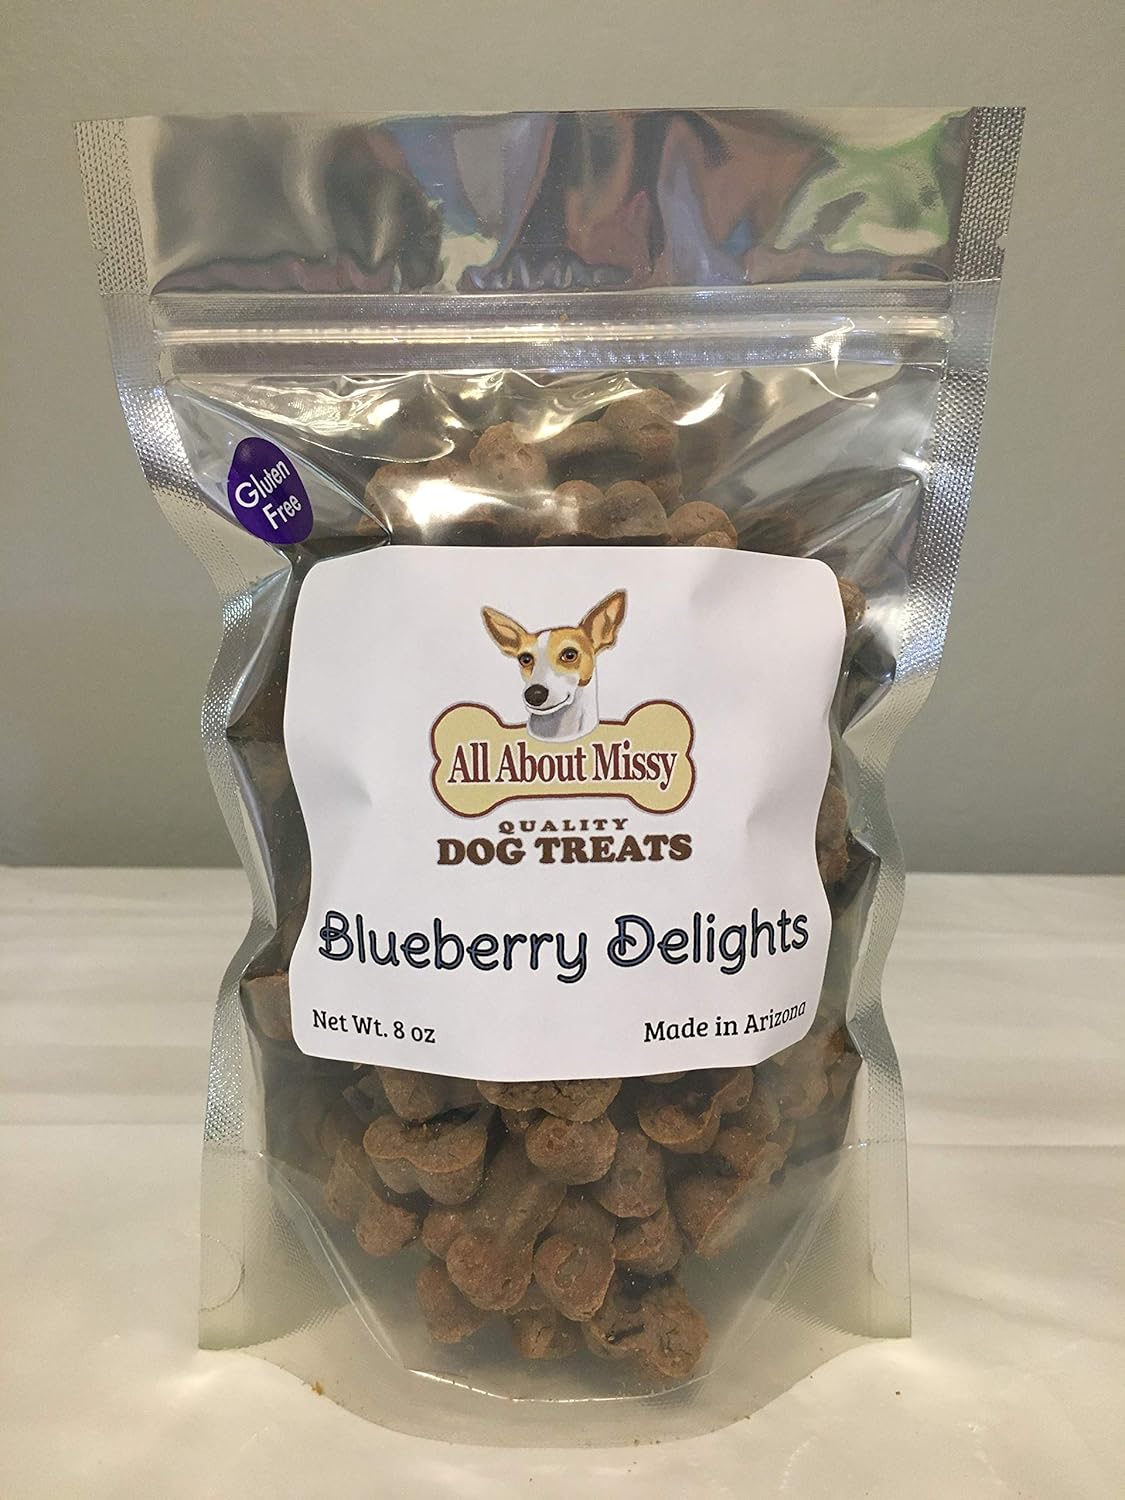 Gluten
Free
All About Missy
QUALITY
DOG TREATS
Blueberry Delights
Net Wt. 8 oz
Made in Arizona